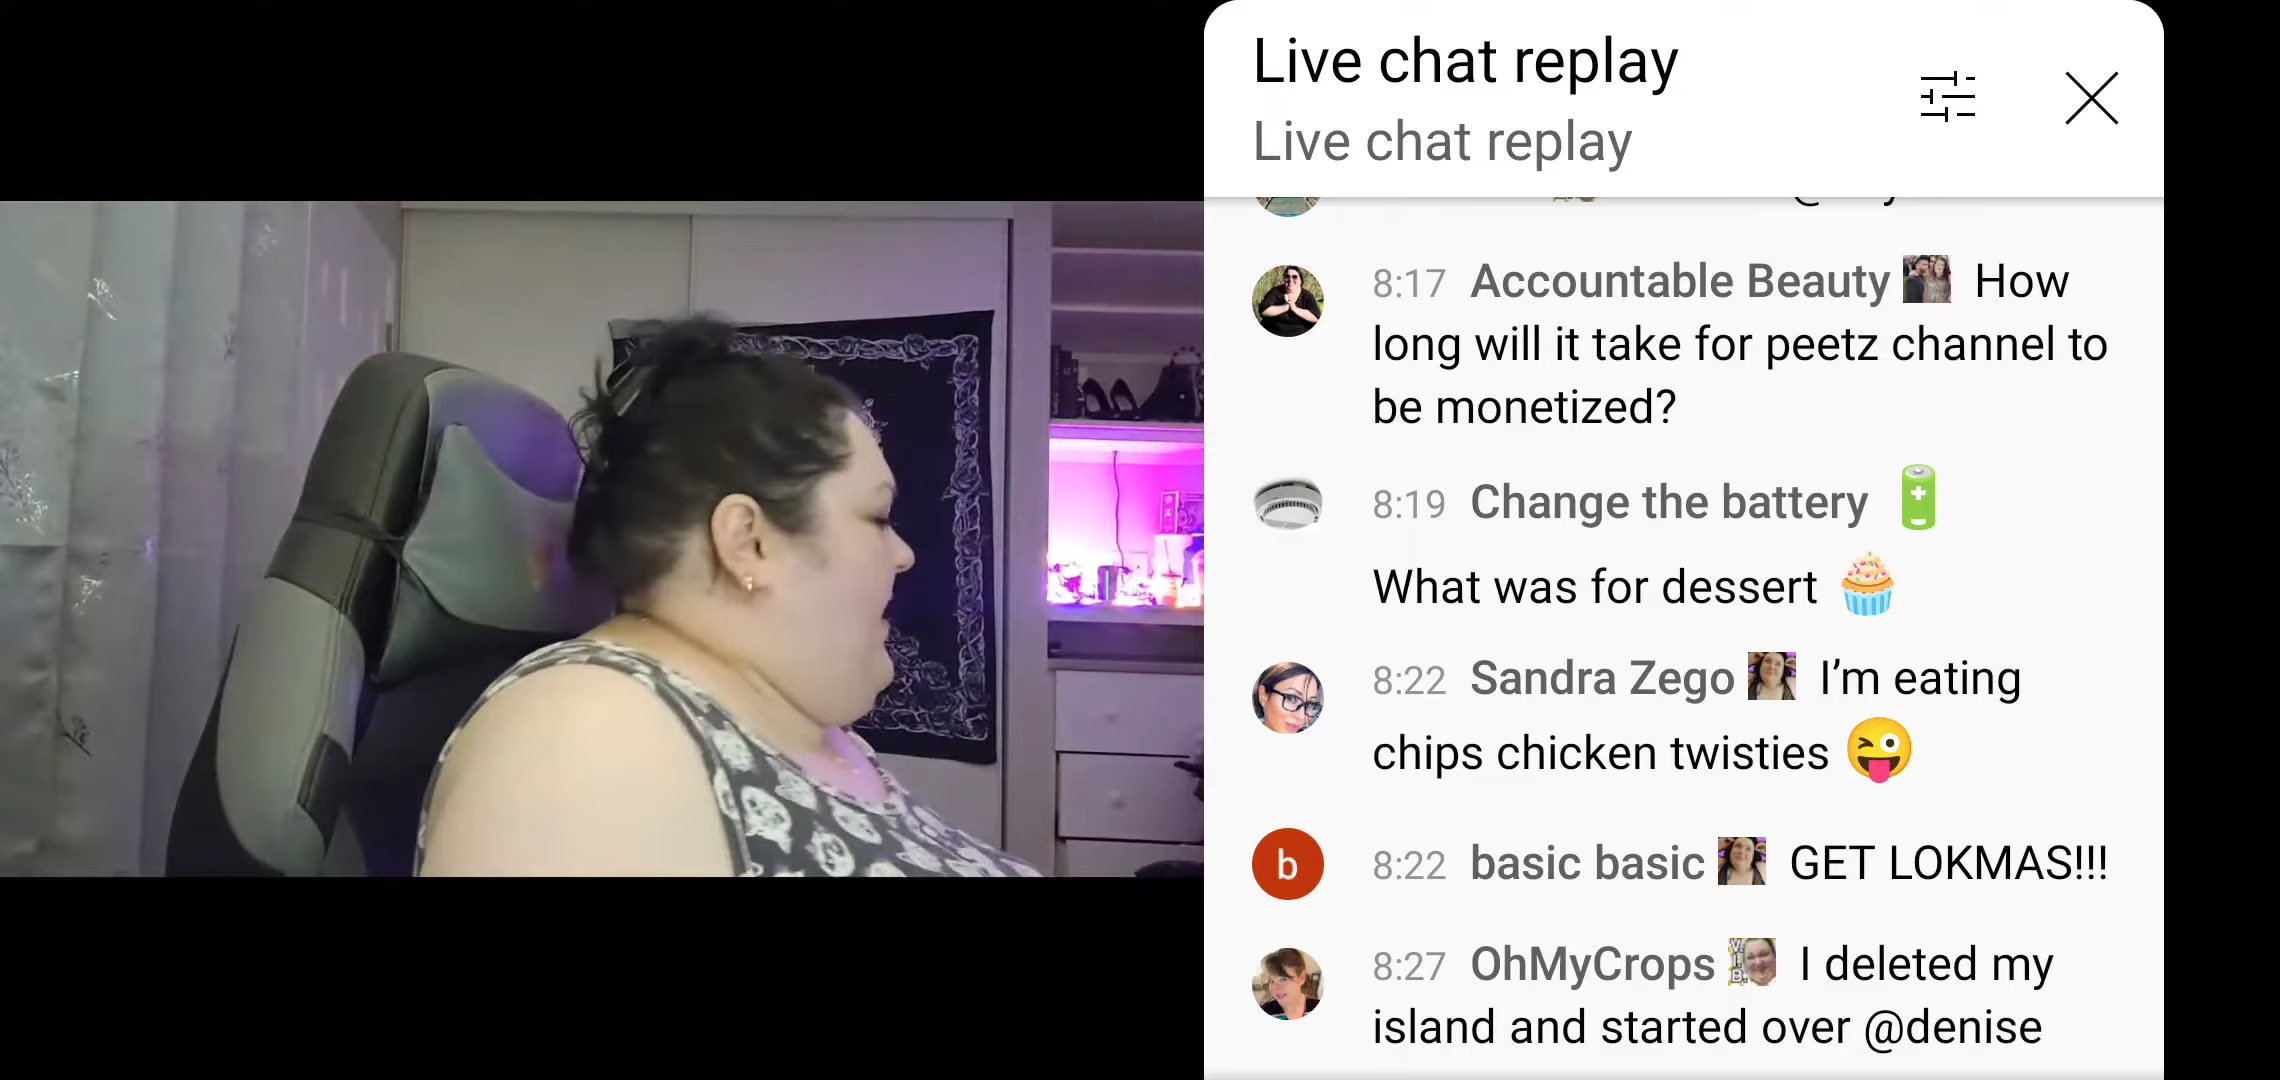 Live chat replay
Live chat replay
8:17 Accountable Beauty How
long will it take for peetz channel to
be monetized?
8:19 Change the battery
What was for dessert
8:22 Sandra Zego I’m eating
chips chicken twisties
b 8:22 basic basic GET LOKMAS!!!
8:27 OhMyCrops I deleted my
island and started over @denise